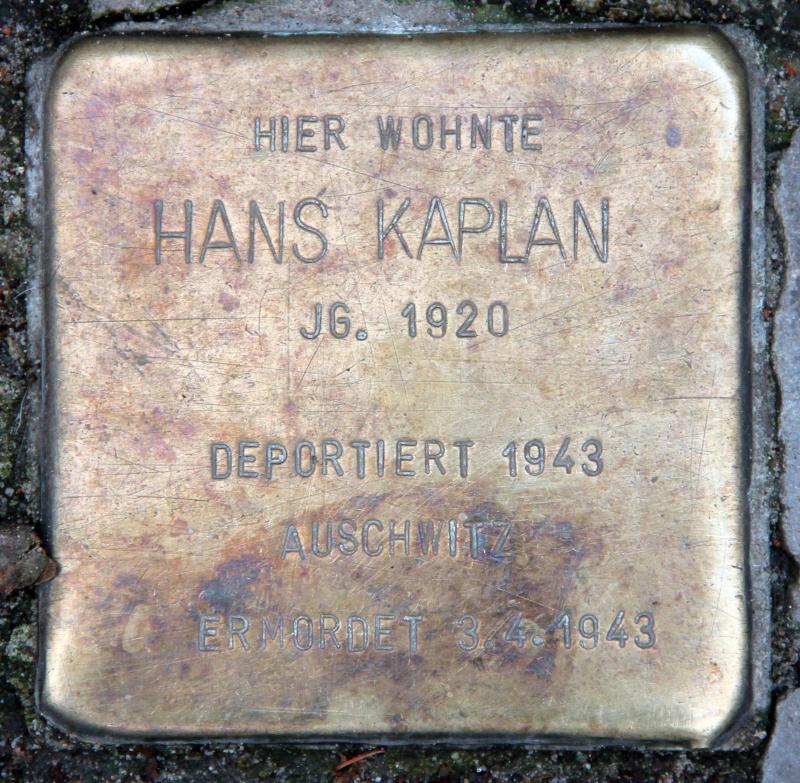 HIER WOHNTE
HANS KAPLAN
JG. 1920
DEPORTIERT 1943
AUSCHWITZ
ERMORDET 3.4.1943